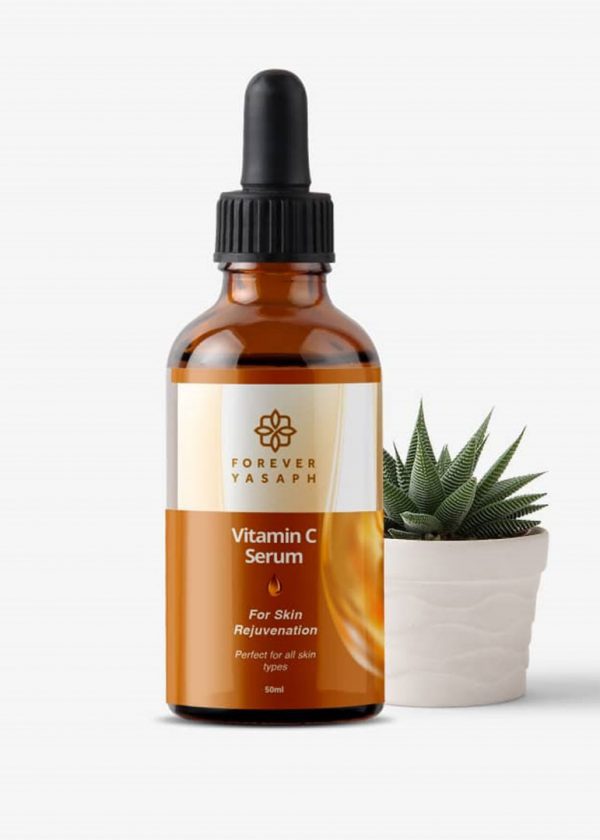 FOREVER
YASAPH
Vitamin C
Serum
For Skin
Rejuvenation
Perfect for all skin
types
50ml